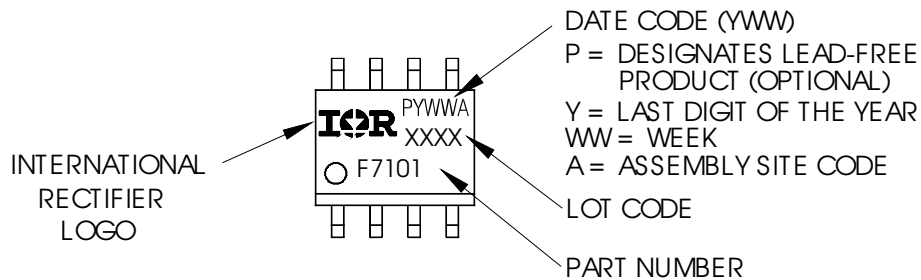 DATE CODE (YWW)
P = DESIGNATES LEAD-FREE
PRODUCT (OPTIONAL)
Y = LAST DIGIT OF THE YEAR
WW = WEEK
A = ASSEMBLY SITE CODE
LOT CODE
PART NUMBER
INTERNATIONAL
RECTIFIER
LOGO
IOR
PYWWA
XXXX
F7101